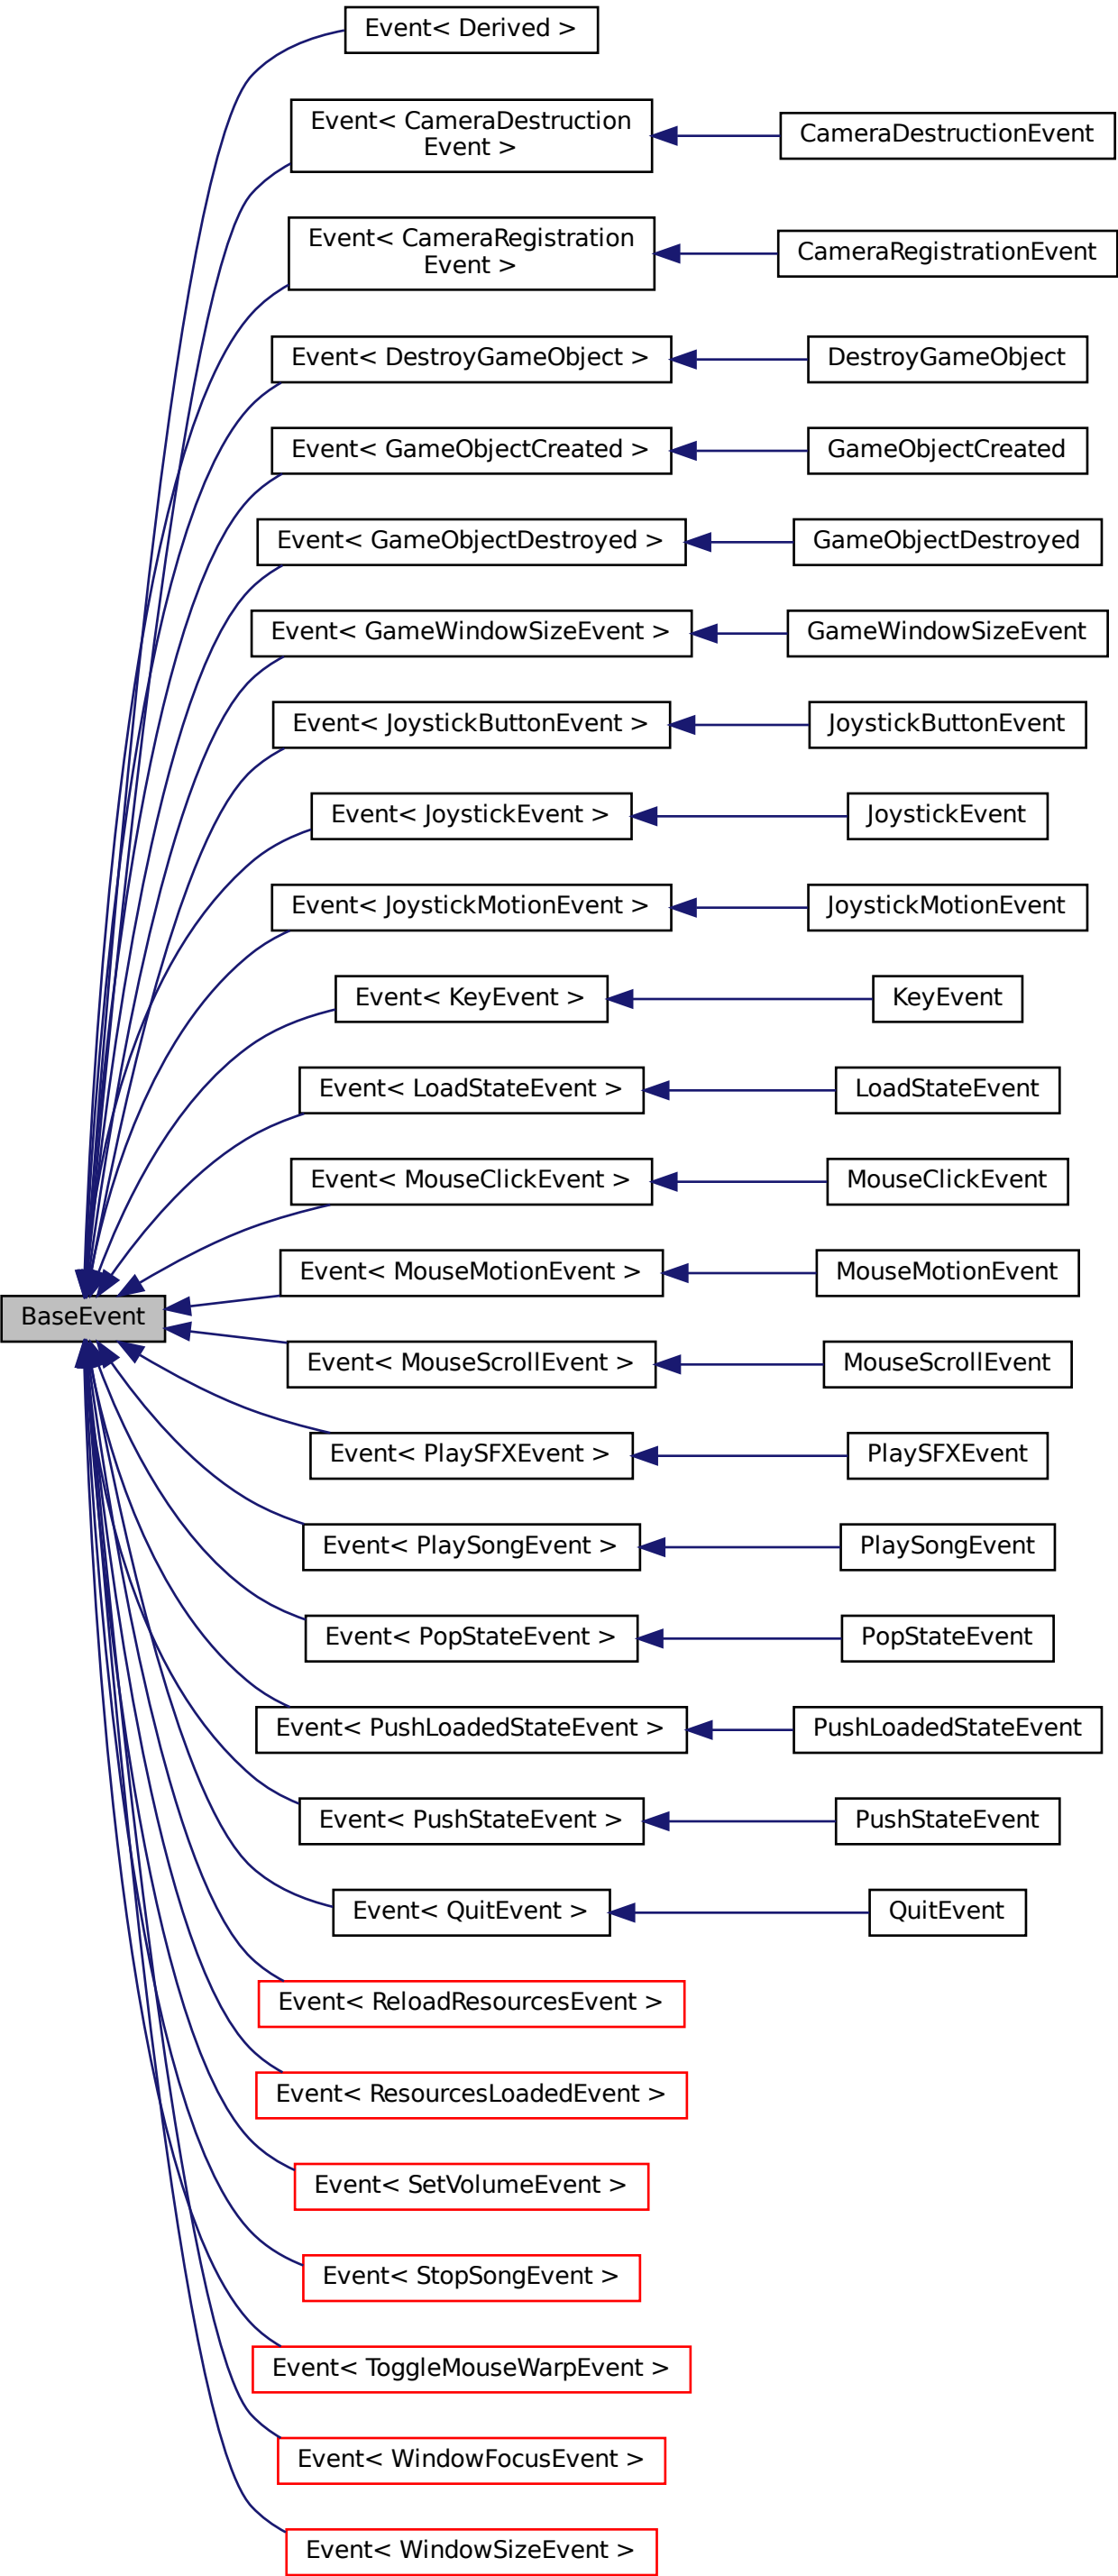 Event< Derived >
Event< CameraDestruction
Event >
CameraDestructionEvent
Event< CameraRegistration
Event >
CameraRegistrationEvent
Event< DestroyGameObject >
DestroyGameObject
Event< GameObjectCreated >
GameObjectCreated
Event< GameObjectDestroyed >
GameObjectDestroyed
Event< GameWindowSizeEvent >
GameWindowSizeEvent
Event< JoystickButtonEvent >
JoystickButtonEvent
Event< JoystickEvent >
JoystickEvent
Event< JoystickMotionEvent >
JoystickMotionEvent
Event< KeyEvent >
KeyEvent
Event< LoadStateEvent >
LoadStateEvent
Event< MouseClickEvent >
MouseClickEvent
Event< MouseMotionEvent >
MouseMotionEvent
BaseEvent
Event< MouseScrollEvent >
MouseScrollEvent
Event< PlaySFXEvent >
PlaySFXEvent
Event< PlaySongEvent >
PlaySongEvent
Event< PopStateEvent >
PopStateEvent
Event< PushLoadedStateEvent >
PushLoadedStateEvent
Event< PushStateEvent >
PushStateEvent
Event< QuitEvent >
QuitEvent
Event< ReloadResourcesEvent >
Event< ResourcesLoadedEvent >
Event< SetVolumeEvent >
Event< StopSongEvent >
Event< ToggleMouseWarpEvent >
Event< WindowFocusEvent >
Event< WindowSizeEvent >